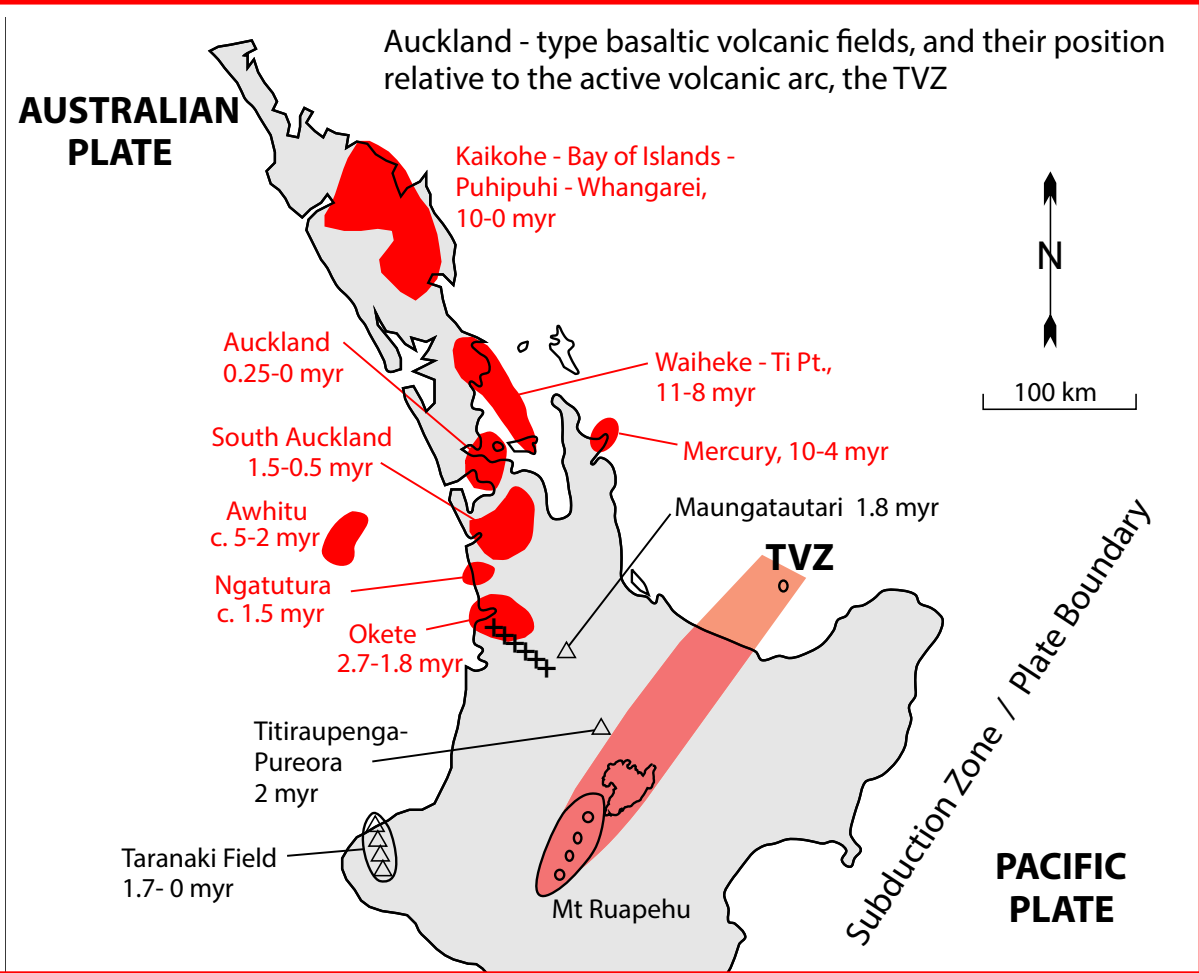 Auckland - type basaltic volcanic fields, and their position
relative to the active volcanic arc, the TVZ
AUSTRALIAN
PLATE
Kaikohe - Bay of Islands -
Puhipuhi - Whangarei,
10-0 myr
N
Auckland
0.25-0 myr
Waiheke - Ti Pt.,
11-8 myr
100 km
South Auckland
1.5-0.5 myr
Mercury, 10-4 myr
Maungatautari 1.8 myr
Awhitu
c. 5-2 myr
TVZ
Ngatutura
c. 1.5 myr
Okete
2.7-1.8 myr
Subduction Zone / Plate Boundary
Titiraupenga-
Pureora
2 myr
Taranaki Field
1.7- 0 myr
Mt Ruapehu
PACIFIC
PLATE